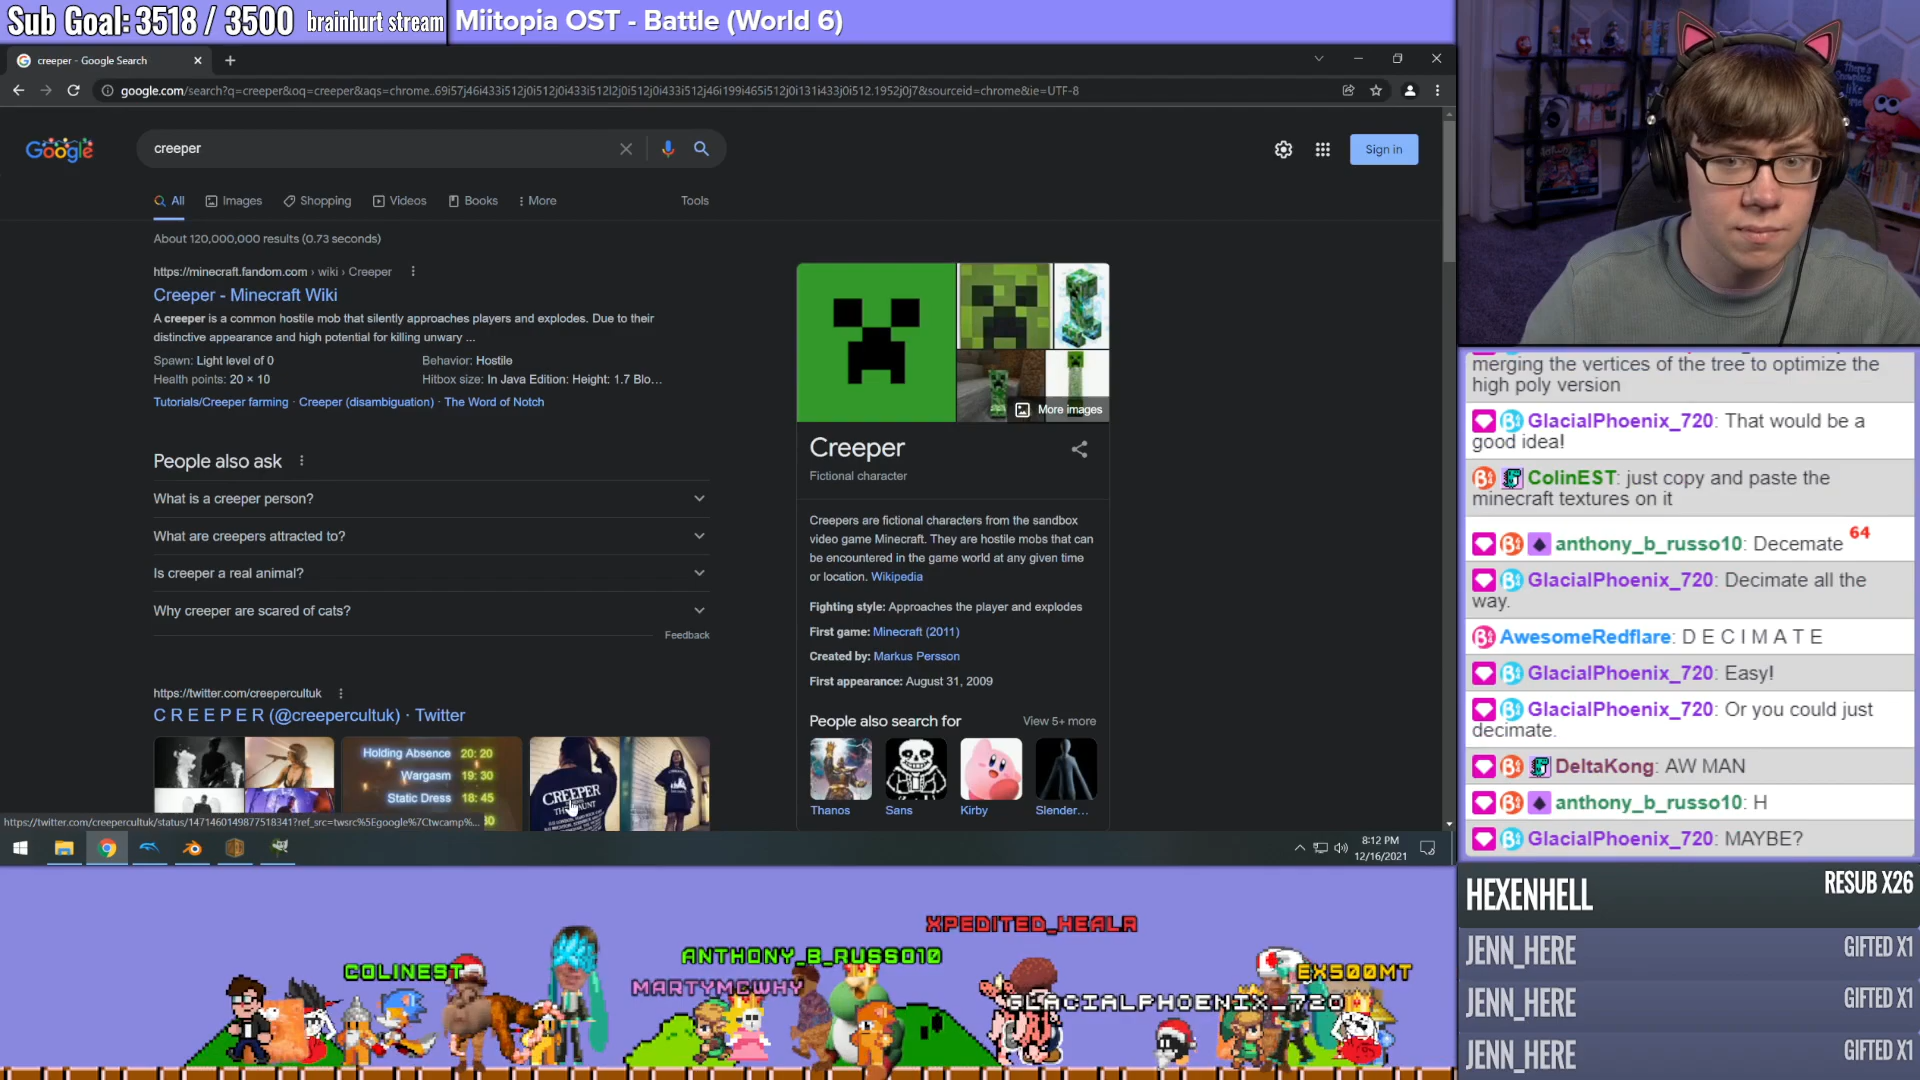 Sub Goal: 3518 / 3500 brainhurt stream
Miitopia OST - Battle (World 6)
creeper - Google Search
google.com/search?q=creeper&oq=creeper&aqs=chrome..69i57j46i433i512j0i512j0i433i512l2j0i512j0i433i512j46i199i465i512j0i131i433j0i512.1952j0j7&sourceid=chrome&ie=UTF-8
Google
creeper
Sign in
All
Images
Shopping
Videos
Books
More
Tools
About 120,000,000 results (0.73 seconds)
https://minecraft.fandom.com › wiki › Creeper
Creeper - Minecraft Wiki
A creeper is a common hostile mob that silently approaches players and explodes. Due to their
distinctive appearance and high potential for killing unwary ...
Spawn: Light level of 0
Behavior: Hostile
Health points: 20 × 10
Hitbox size: In Java Edition: Height: 1.7 Blo...
Tutorials/Creeper farming · Creeper (disambiguation) · The Word of Notch
People also ask
What is a creeper person?
What are creepers attracted to?
Is creeper a real animal?
Why creeper are scared of cats?
Feedback
https://twitter.com/creepercultuk
C R E E P E R (@creepercultuk) · Twitter
Holding Absence 20: 20
Wargasm 19: 30
Static Dress 18: 45
CREEPER
More images
Creeper
Fictional character
Creepers are fictional characters from the sandbox
video game Minecraft. They are hostile mobs that can
be encountered in the game world at any given time
or location. Wikipedia
Fighting style: Approaches the player and explodes
First game: Minecraft (2011)
Created by: Markus Persson
First appearance: August 31, 2009
People also search for
View 5+ more
Thanos
Sans
Kirby
Slender...
https://twitter.com/creepercultuk/status/1471460149877518341?ref_src=twsrc%5Egoogle%7Ctwcamp%...
8:12 PM
12/16/2021
merging the vertices of the tree to optimize the
high poly version
GlacialPhoenix_720: That would be a
good idea!
ColinEST: just copy and paste the
minecraft textures on it
anthony_b_russo10: Decemate 64
GlacialPhoenix_720: Decimate all the
way.
AwesomeRedflare: D E C I M A T E
GlacialPhoenix_720: Easy!
GlacialPhoenix_720: Or you could just
decimate.
DeltaKong: AW MAN
anthony_b_russo10: H
GlacialPhoenix_720: MAYBE?
HEXENHELL RESUB X26
JENN_HERE GIFTED X1
JENN_HERE GIFTED X1
JENN_HERE GIFTED X1
XPEDITED_HEALR
ANTHONY_B_RUSSO10
COLINEST
EX500MT
MARTYMCWHY
GLACIALPHOENIX_720